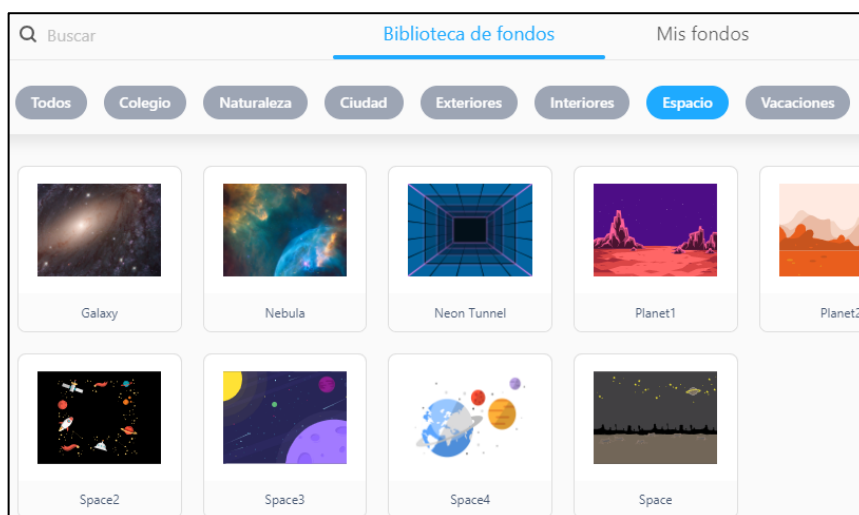 Buscar Biblioteca de fondos Mis fondos
Todos Colegio Naturaleza Ciudad Exteriores Interiores Espacio Vacaciones
Galaxy Nebula Neon Tunnel Planet1 Planet2
Space2 Space3 Space4 Space